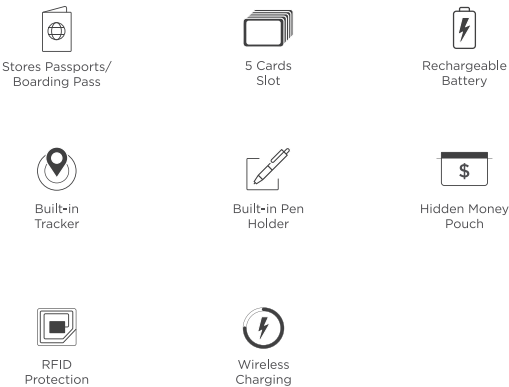 Stores Passports/
Boarding Pass
5 Cards
Slot
Rechargeable
Battery
Built-in
Tracker
Built-in Pen
Holder
$
Hidden Money
Pouch
RFID
Protection
Wireless
Charging